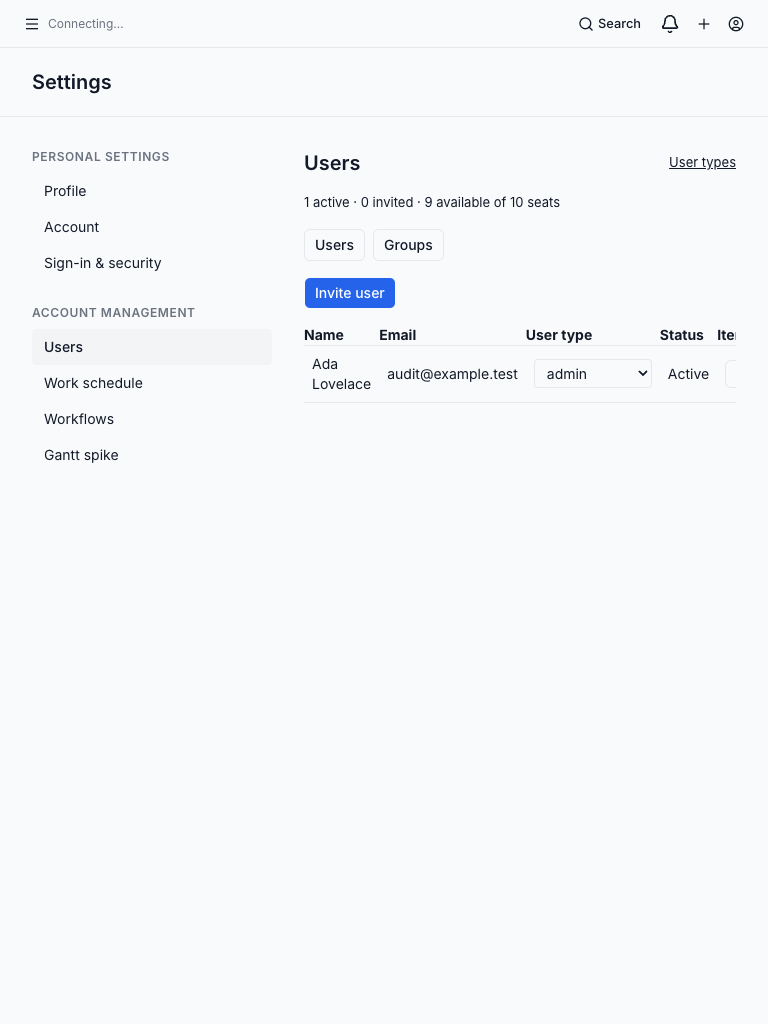 Connecting...
Search
Settings
PERSONAL SETTINGS
Profile
Account
Sign-in & security
ACCOUNT MANAGEMENT
Users
Work schedule
Workflows
Gantt spike
Users
User types
1 active · 0 invited · 9 available of 10 seats
Users Groups
Invite user
Name Email User type Status
Ada
Lovelace
audit@example.test admin Active